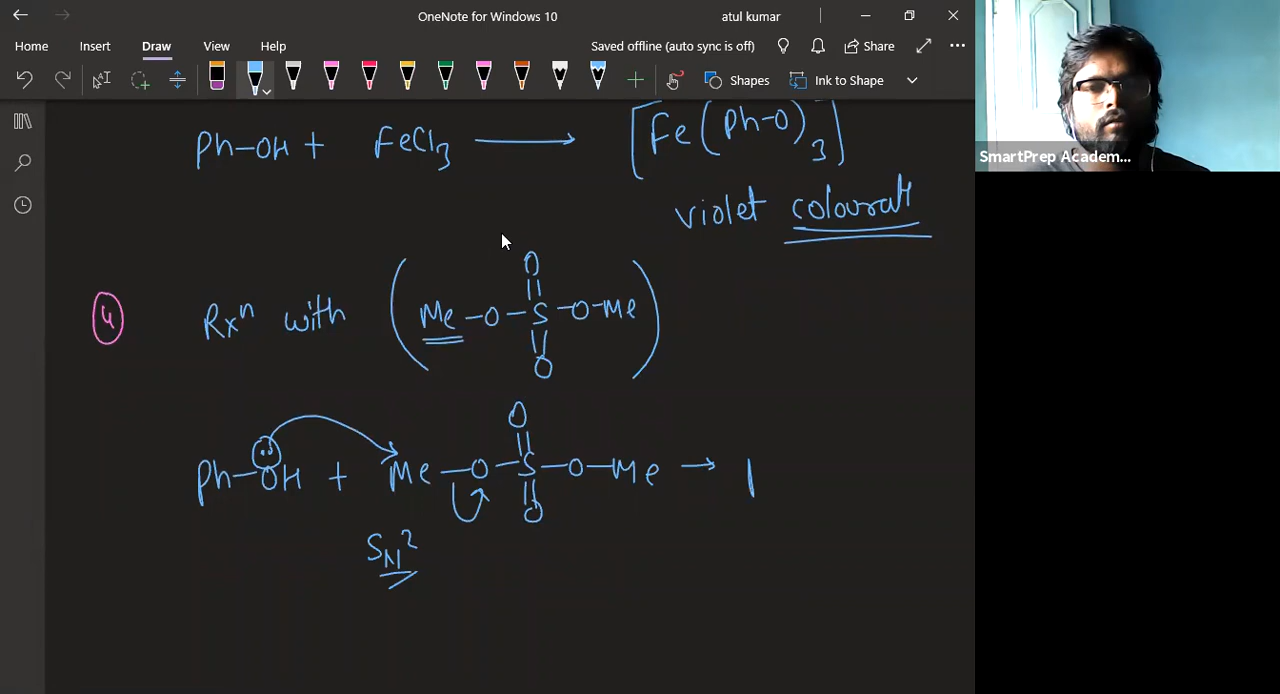 OneNote for Windows 10
atul kumar
Home Insert Draw View Help
Saved offline (auto sync is off)
Share
Shapes
Ink to Shape
SmartPrep Academ...
Ph-OH + FeCl3 → [Fe(Ph-O)3]
violet colourat
4 Rxn with (Me-O-S-O-Me)
O
O
Ph-OH + Me-O-S-O-Me →
O
O
SN2